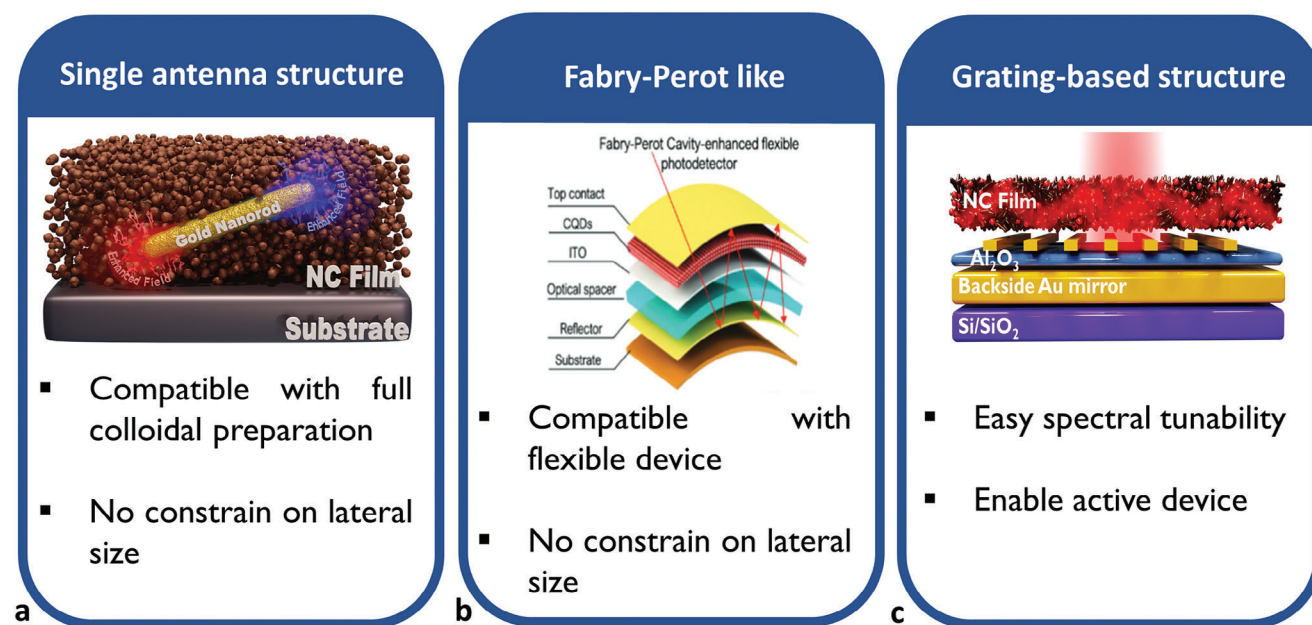 Single antenna structure
Enhanced Field
Gold Nanorod
Enhanced Field
NC Film
Substrate
▪ Compatible with full
colloidal preparation
▪ No constrain on lateral
size
a
Fabry-Perot like
Fabry-Perot Cavity-enhanced flexible
photodetector
Top contact
CQDs
ITO
Optical spacer
Reflector
Substrate
▪ Compatible with
flexible device
▪ No constrain on lateral
size
b
Grating-based structure
NC Film
Al₂O₃
Backside Au mirror
Si/SiO₂
▪ Easy spectral tunability
▪ Enable active device
c